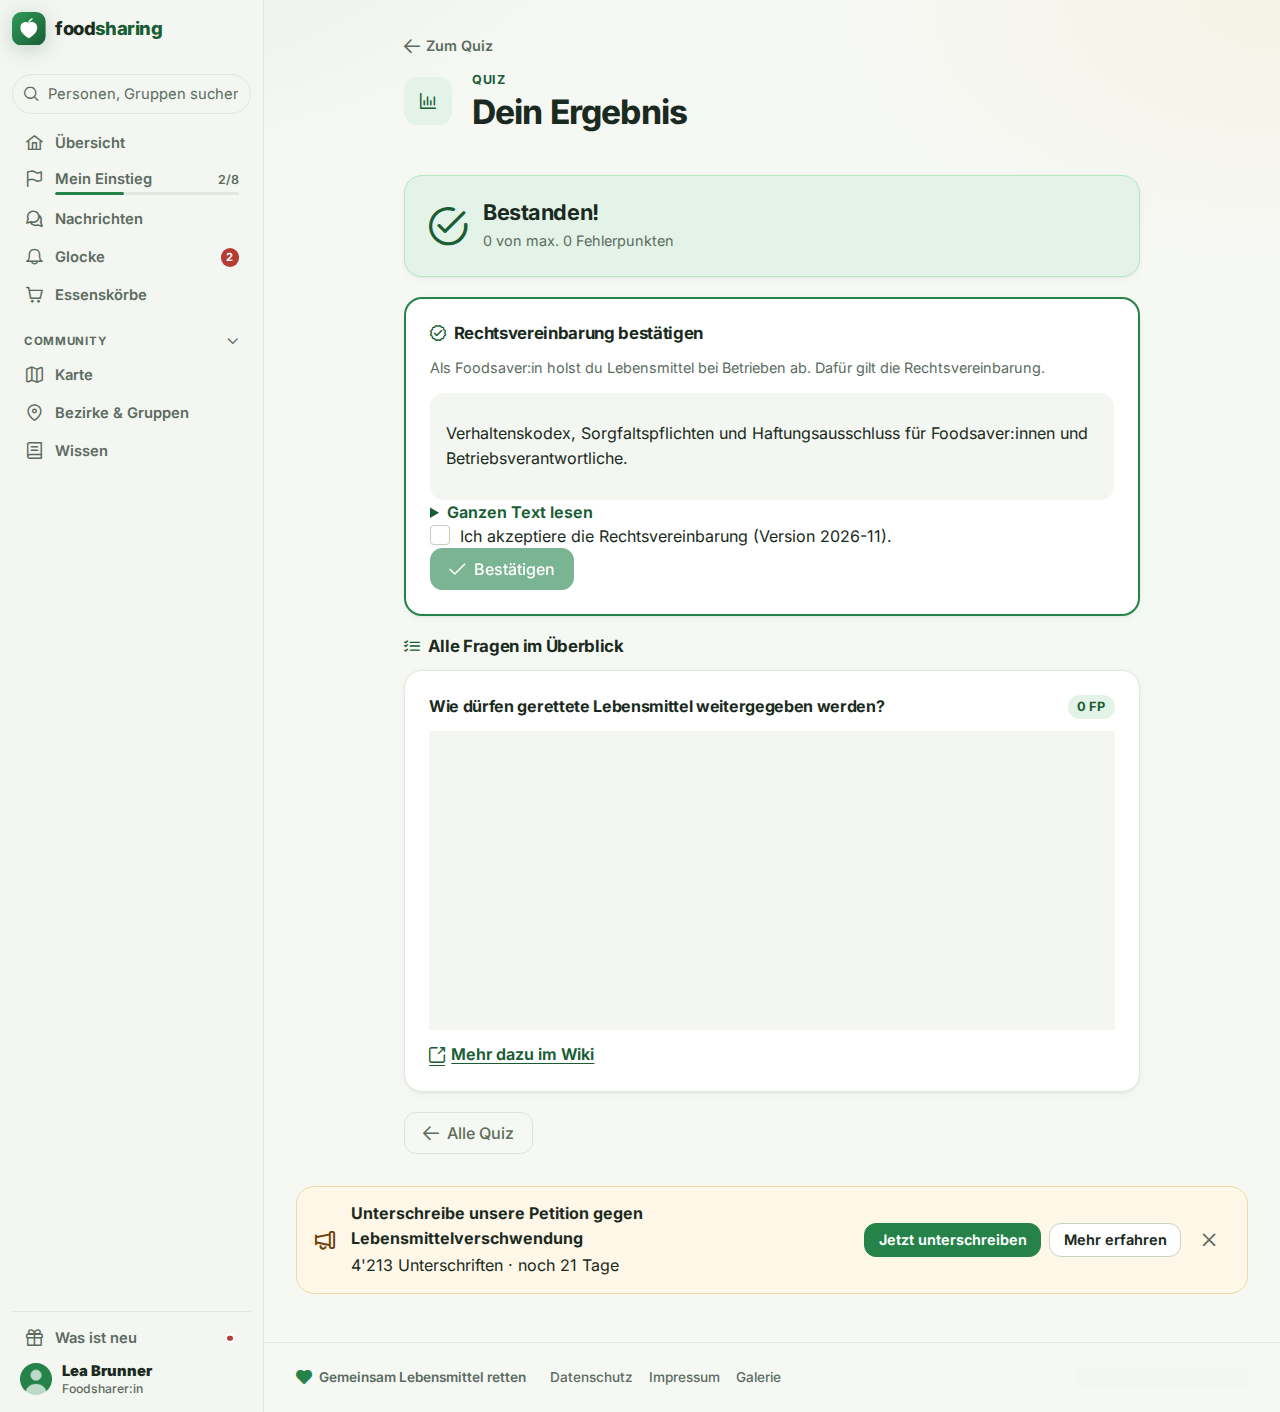 foodsharing
Personen, Gruppen sucher
Übersicht
Mein Einstieg 2/8
Nachrichten
Glocke 2
Essenskörbe
COMMUNITY
Karte
Bezirke & Gruppen
Wissen
Was ist neu
Lea Brunner
Foodsharer:in
Zum Quiz
QUIZ
Dein Ergebnis
Bestanden!
0 von max. 0 Fehlerpunkten
Rechtsvereinbarung bestätigen
Als Foodsaver:in holst du Lebensmittel bei Betrieben ab. Dafür gilt die Rechtsvereinbarung.
Verhaltenskodex, Sorgfaltspflichten und Haftungsausschluss für Foodsaver:innen und
Betriebsverantwortliche.
Ganzen Text lesen
Ich akzeptiere die Rechtsvereinbarung (Version 2026-11).
Bestätigen
Alle Fragen im Überblick
Wie dürfen gerettete Lebensmittel weitergegeben werden? 0 FP
Mehr dazu im Wiki
Alle Quiz
Unterschreibe unsere Petition gegen
Lebensmittelverschwendung
4'213 Unterschriften · noch 21 Tage
Jetzt unterschreiben Mehr erfahren
Gemeinsam Lebensmittel retten Datenschutz Impressum Galerie